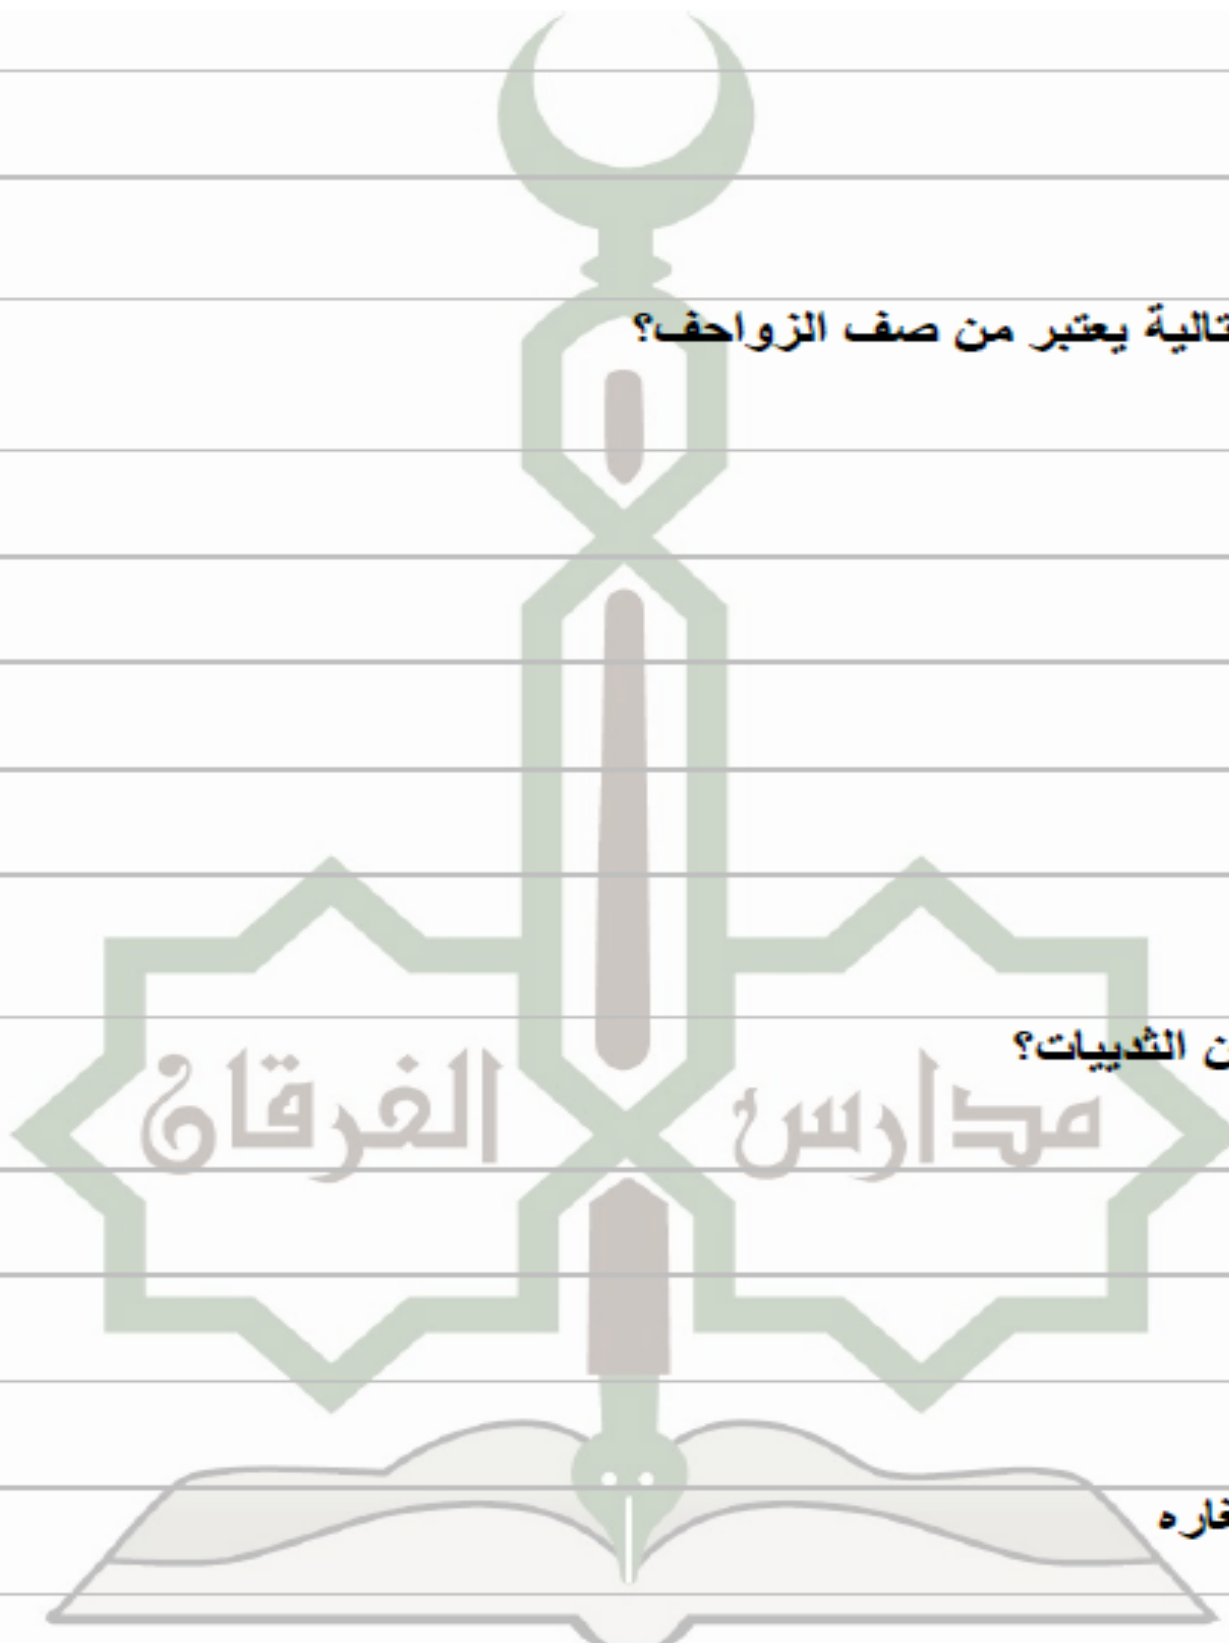 تالية يعتبر من صف الزواحف؟
ن الثدييات؟
مدارس الفرقان
غاره